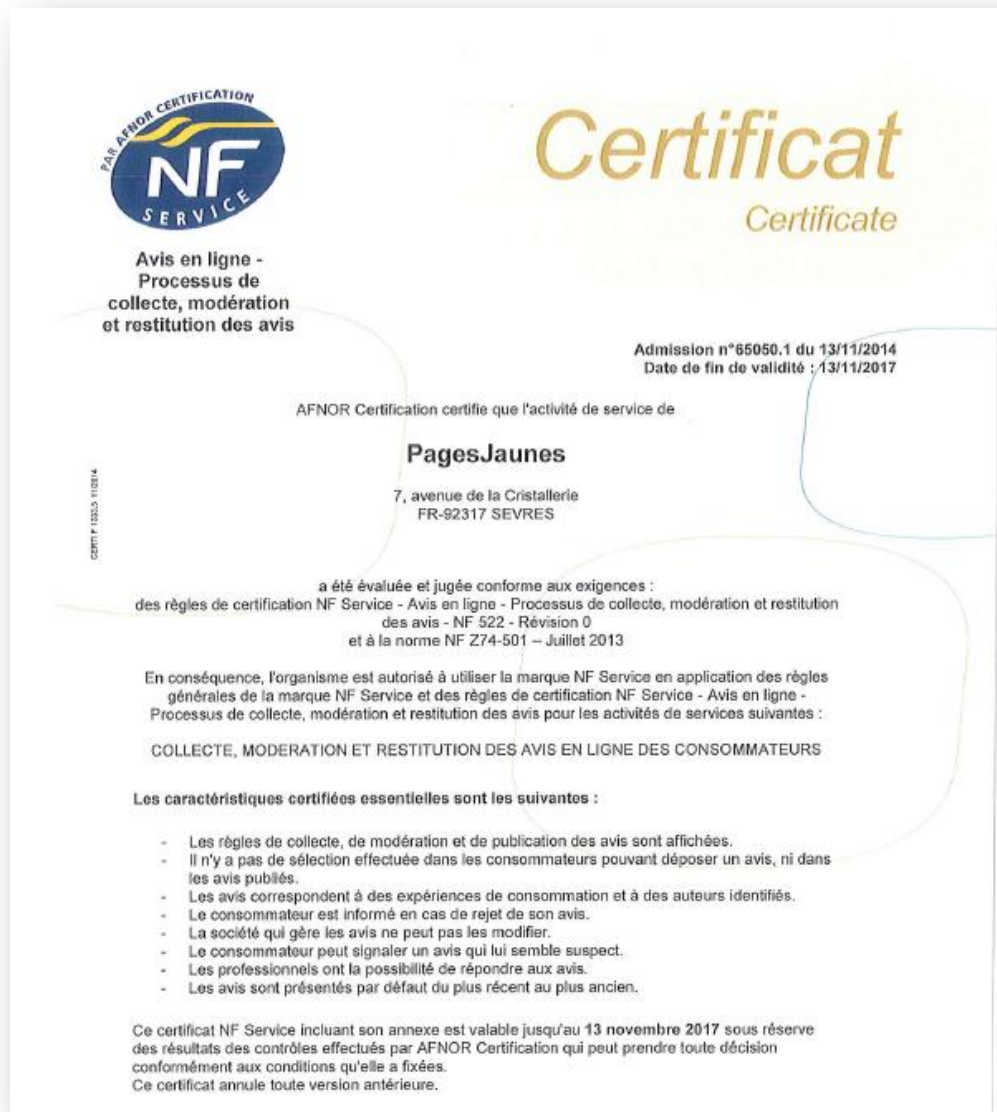 PAR AFNOR CERTIFICATION
NF
SERVICE
Certificat
Certificate
Avis en ligne -
Processus de
collecte, modération
et restitution des avis
Admission n°65050.1 du 13/11/2014
Date de fin de validité : 13/11/2017
AFNOR Certification certifie que l'activité de service de
PagesJaunes
7, avenue de la Cristallerie
FR-92317 SEVRES
a été évaluée et jugée conforme aux exigences :
des règles de certification NF Service - Avis en ligne - Processus de collecte, modération et restitution
des avis - NF 522 - Révision 0
et à la norme NF Z74-501 – Juillet 2013
En conséquence, l'organisme est autorisé à utiliser la marque NF Service en application des règles
générales de la marque NF Service et des règles de certification NF Service - Avis en ligne -
Processus de collecte, modération et restitution des avis pour les activités de services suivantes :
COLLECTE, MODERATION ET RESTITUTION DES AVIS EN LIGNE DES CONSOMMATEURS
Les caractéristiques certifiées essentielles sont les suivantes :
- Les règles de collecte, de modération et de publication des avis sont affichées.
- Il n'y a pas de sélection effectuée dans les consommateurs pouvant déposer un avis, ni dans
les avis publiés.
- Les avis correspondent à des expériences de consommation et à des auteurs identifiés.
- Le consommateur est informé en cas de rejet de son avis.
- La société qui gère les avis ne peut pas les modifier.
- Le consommateur peut signaler un avis qui lui semble suspect.
- Les professionnels ont la possibilité de répondre aux avis.
- Les avis sont présentés par défaut du plus récent au plus ancien.
Ce certificat NF Service incluant son annexe est valable jusqu'au 13 novembre 2017 sous réserve
des résultats des contrôles effectués par AFNOR Certification qui peut prendre toute décision
conformément aux conditions qu'elle a fixées.
Ce certificat annule toute version antérieure.